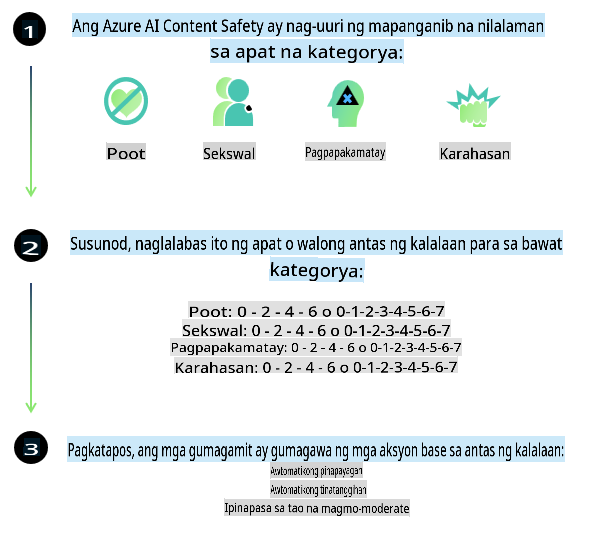 1
Ang Azure AI Content Safety ay nag-uuri ng mapanganib na nilalaman
sa apat na kategorya:
Poot
Sekswal
Pagpapakamatay
Karahasan
2
Susunod, naglalabas ito ng apat o walong antas ng kalalaan para sa bawat
kategorya:
Poot: 0 - 2 - 4 - 6 o 0-1-2-3-4-5-6-7
Sekswal: 0 - 2 - 4 - 6 o 0-1-2-3-4-5-6-7
Pagpapakamatay: 0 - 2 - 4 - 6 o 0-1-2-3-4-5-6-7
Karahasan: 0 - 2 - 4 - 6 o 0-1-2-3-4-5-6-7
3
Pagkatapos, ang mga gumagamit ay gumagawa ng mga aksyon base sa antas ng kalalaan:
Awtomatikong pinapayagan
Awtomatikong tinatanggihan
Ipinapasa sa tao na magmo-moderate